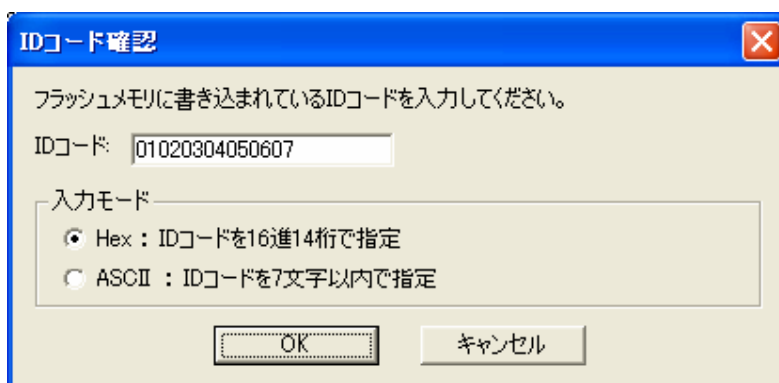 IDコード確認
フラッシュメモリに書き込まれているIDコードを入力してください。
IDコード: 01020304050607
入力モード
Hex : IDコードを16進14桁で指定
ASCII : IDコードを7文字以内で指定
OK キャンセル